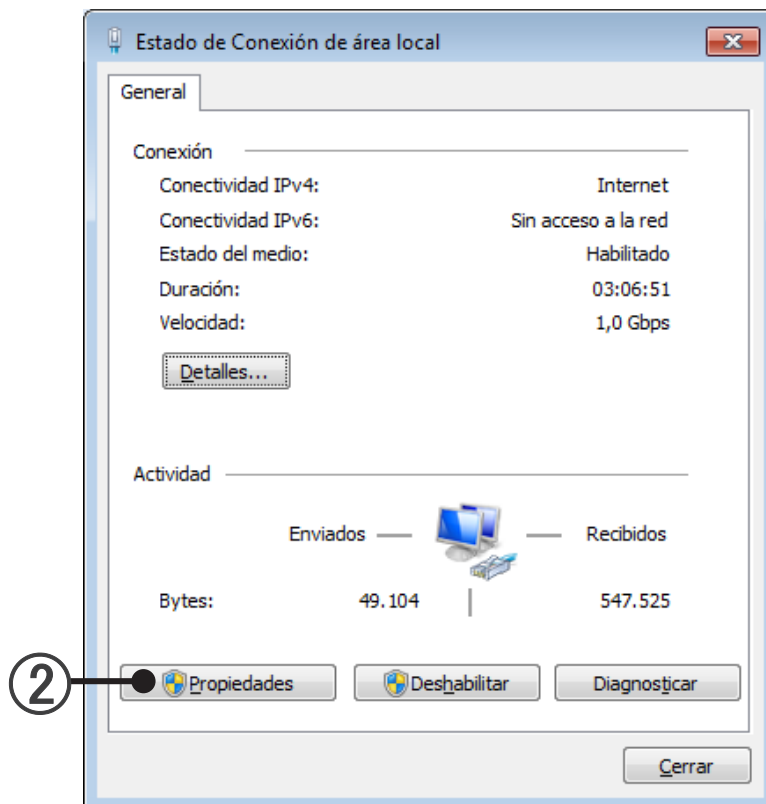 Estado de Conexión de área local
General
Conexión
Conectividad IPv4: Internet
Conectividad IPv6: Sin acceso a la red
Estado del medio: Habilitado
Duración: 03:06:51
Velocidad: 1,0 Gbps
Detalles...
Actividad
Enviados Recibidos
Bytes: 49.104 547.525
2 Propiedades Deshabilitar Diagnosticar
Cerrar